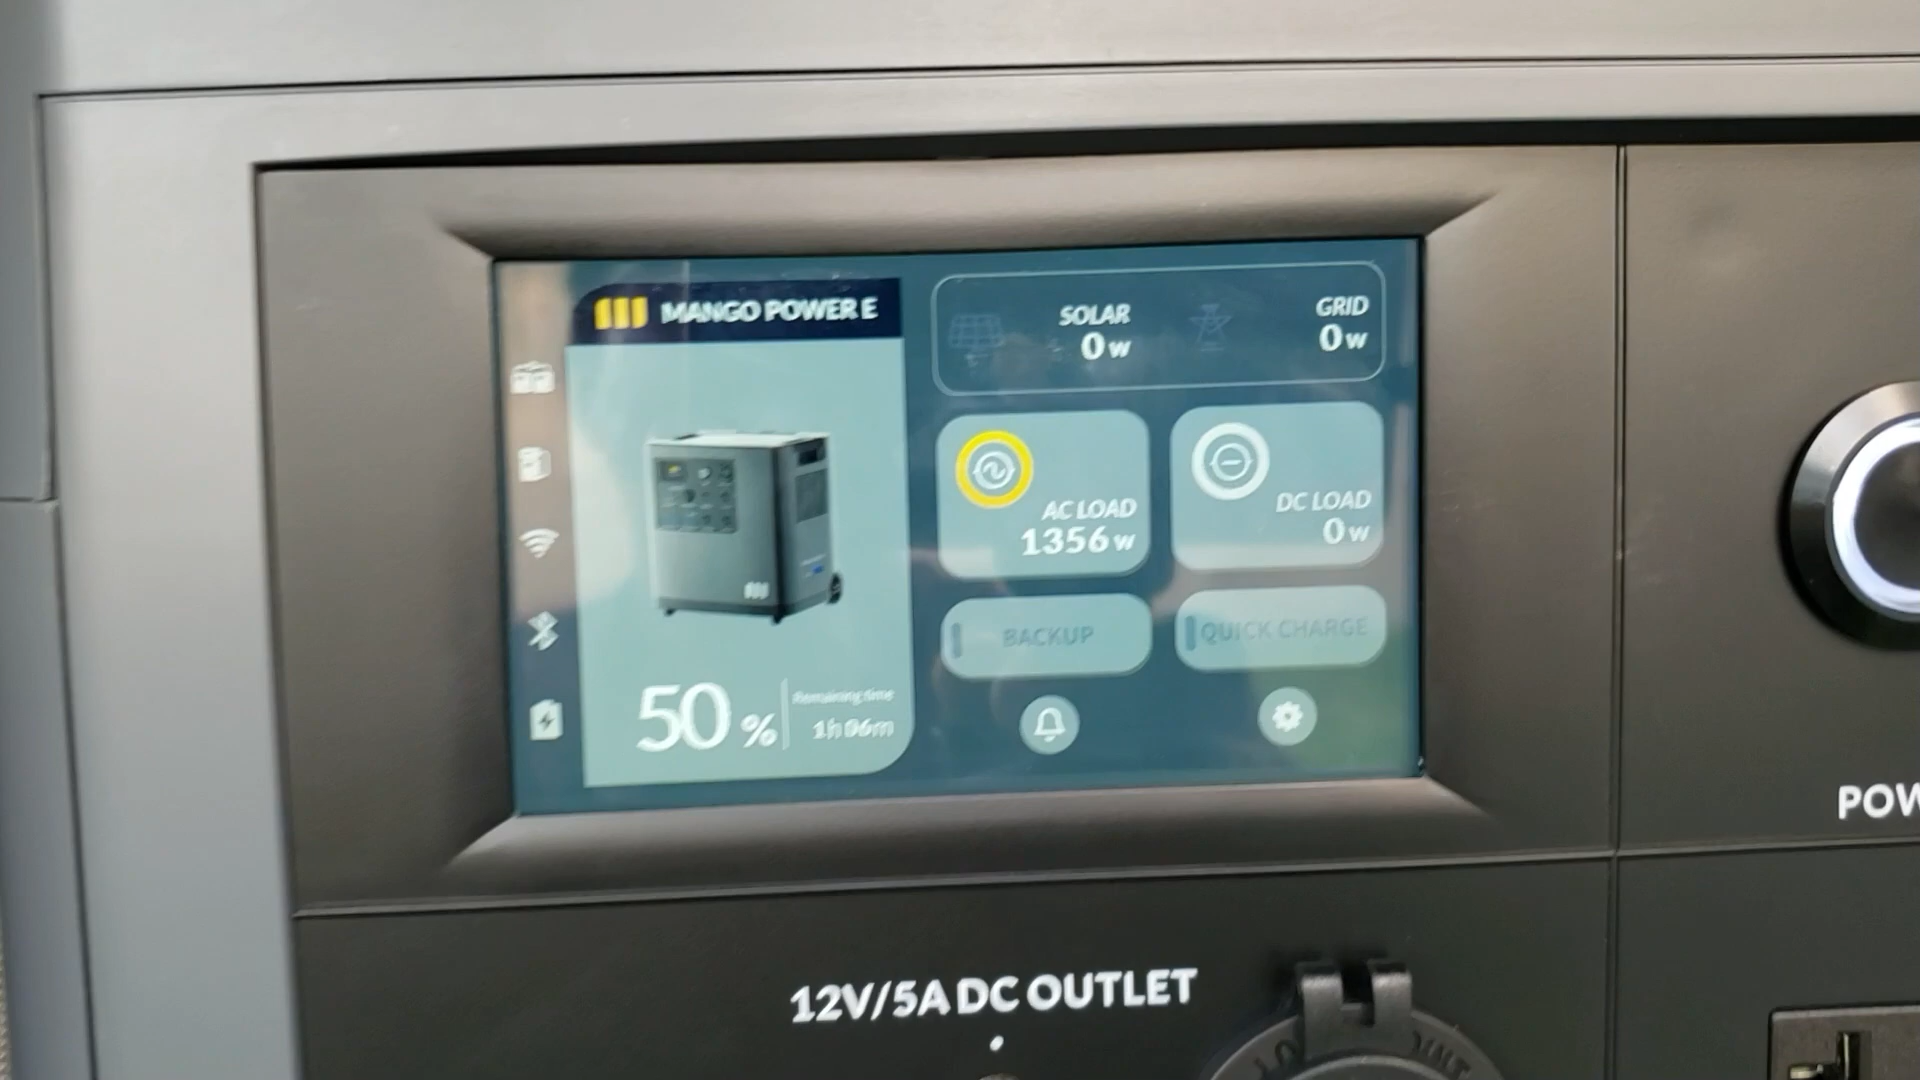 MANGO POWER E
SOLAR
0 w
GRID
0 w
AC LOAD
1356 w
DC LOAD
0 w
BACKUP
QUICK CHARGE
50 %
Remaining time
1h 06m
POW
12V/5A DC OUTLET